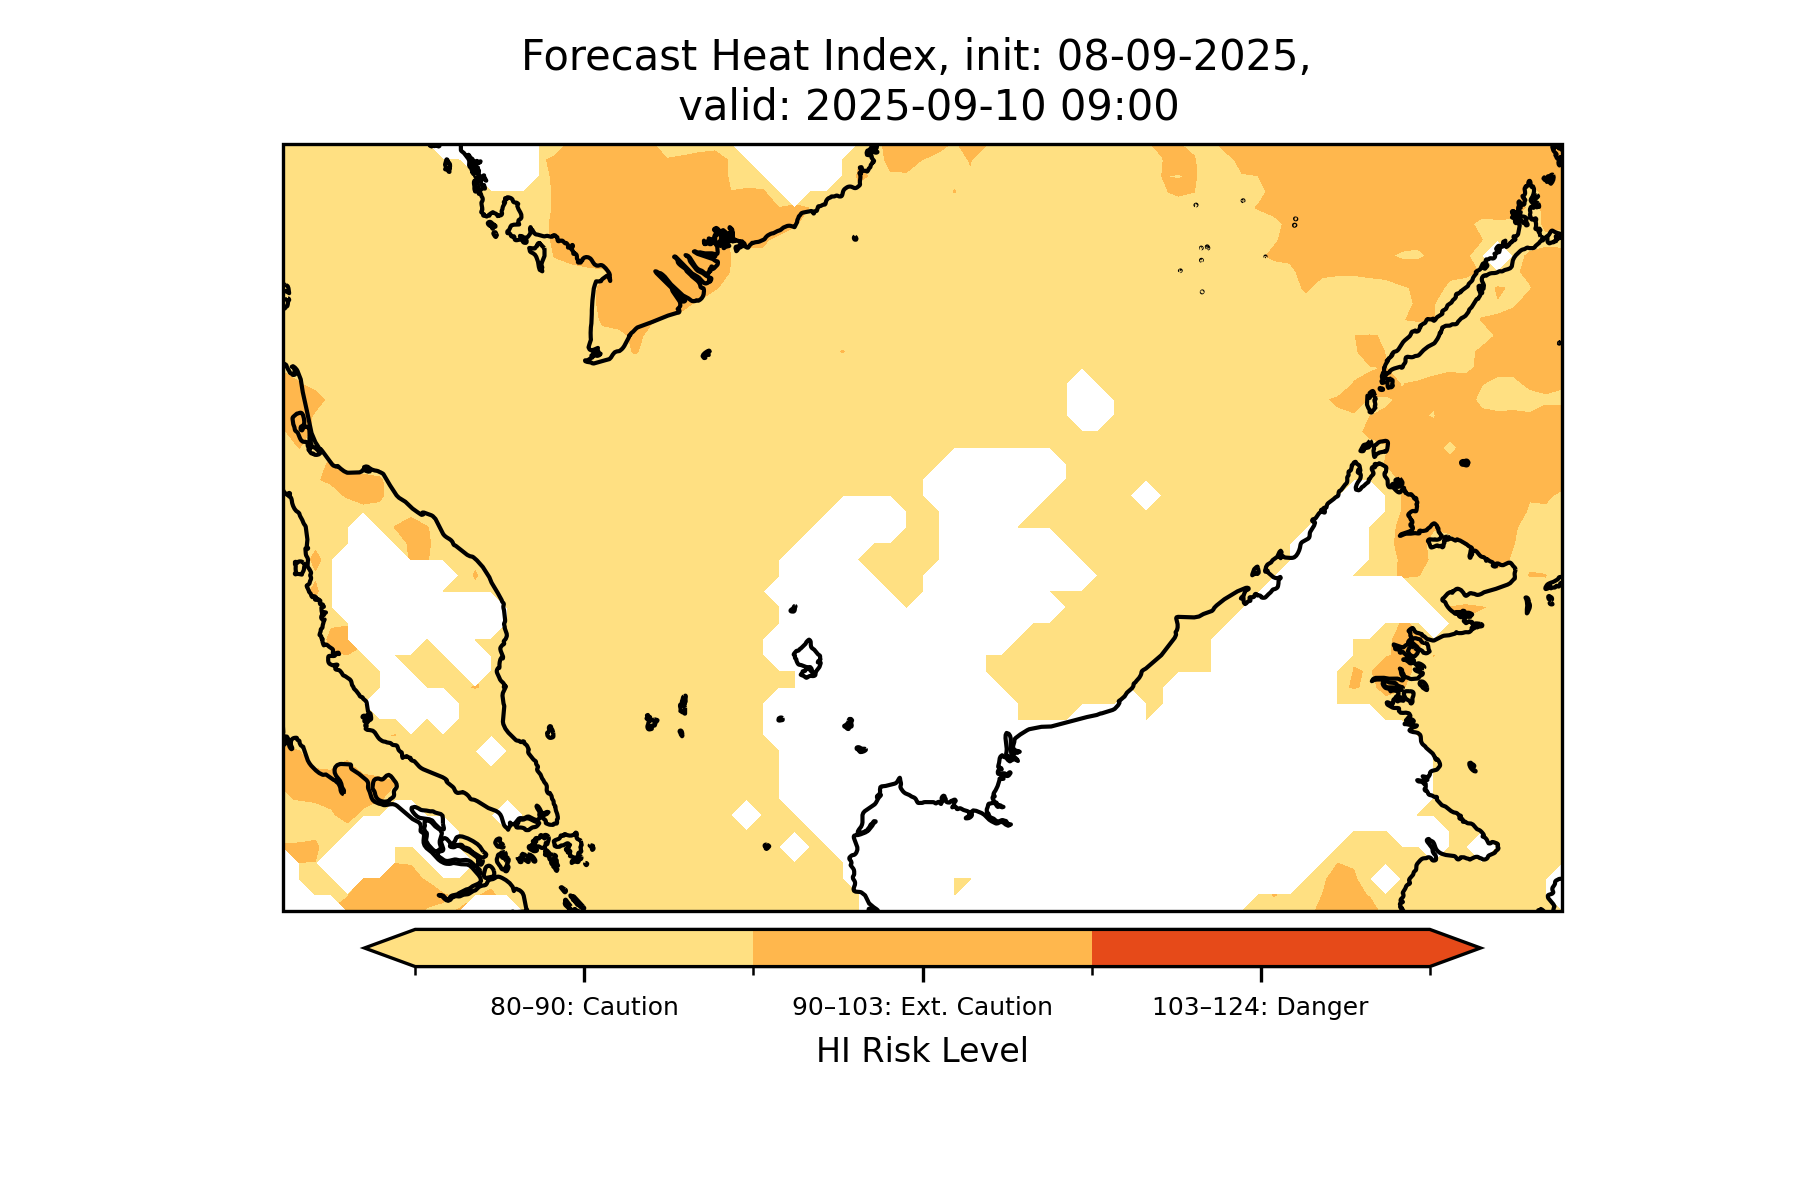 Forecast Heat Index, init: 08-09-2025,
valid: 2025-09-10 09:00
80–90: Caution
90–103: Ext. Caution
103–124: Danger
HI Risk Level